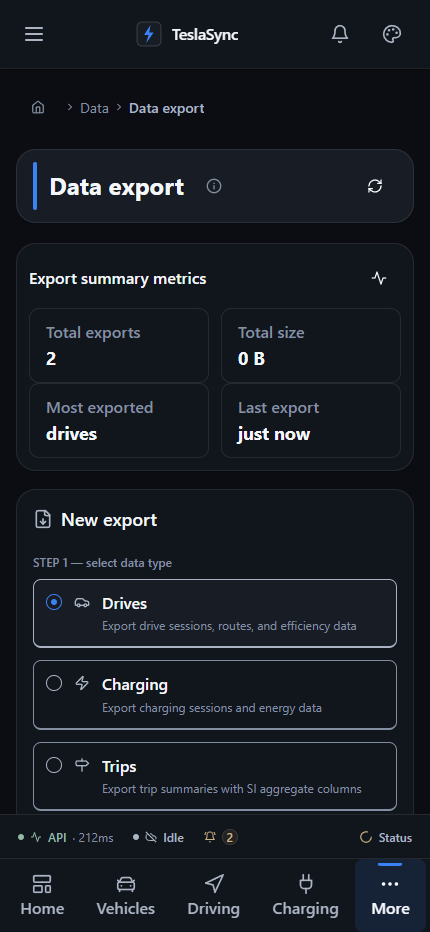 TeslaSync
Data
Data export
Data export
Export summary metrics
Total exports
2
Total size
0 B
Most exported
drives
Last export
just now
New export
STEP 1 — select data type
Drives
Export drive sessions, routes, and efficiency data
Charging
Export charging sessions and energy data
Trips
Export trip summaries with SI aggregate columns
API · 212ms
Idle
2
Status
Home
Vehicles
Driving
Charging
More